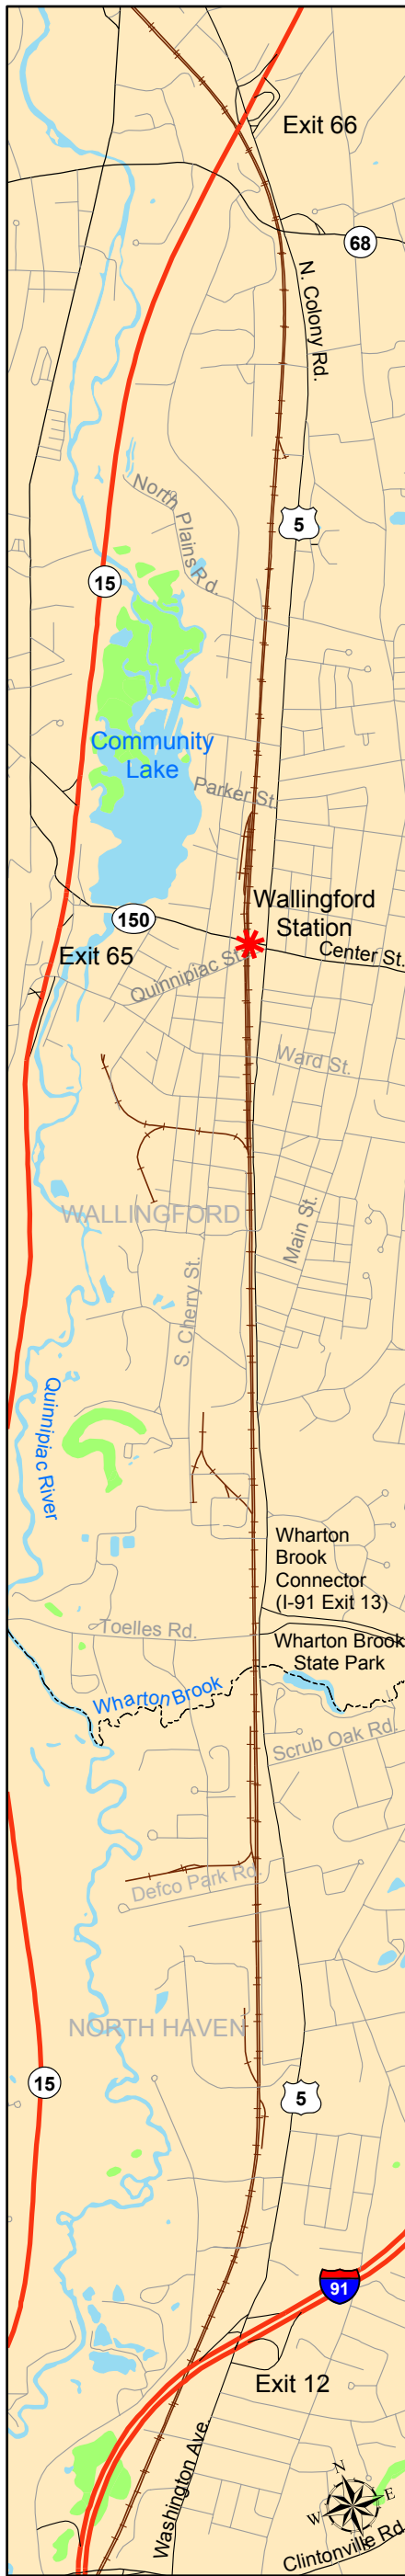 Exit 66
68
N. Colony Rd.
North Plains Rd.
5
15
Community
Lake
Parker St.
Wallingford
Station
150
Center St.
Exit 65
Quinnipiac St.
Ward St.
WALLINGFORD
Main St.
S. Cherry St.
Quinnipiac River
Wharton
Brook
Connector
(I-91 Exit 13)
Toelles Rd.
Wharton Brook
State Park
Wharton Brook
Scrub Oak Rd.
Defco Park Rd.
NORTH HAVEN
15
5
91
Exit 12
Washington Ave.
N
E
W
S
Clintonville Rd